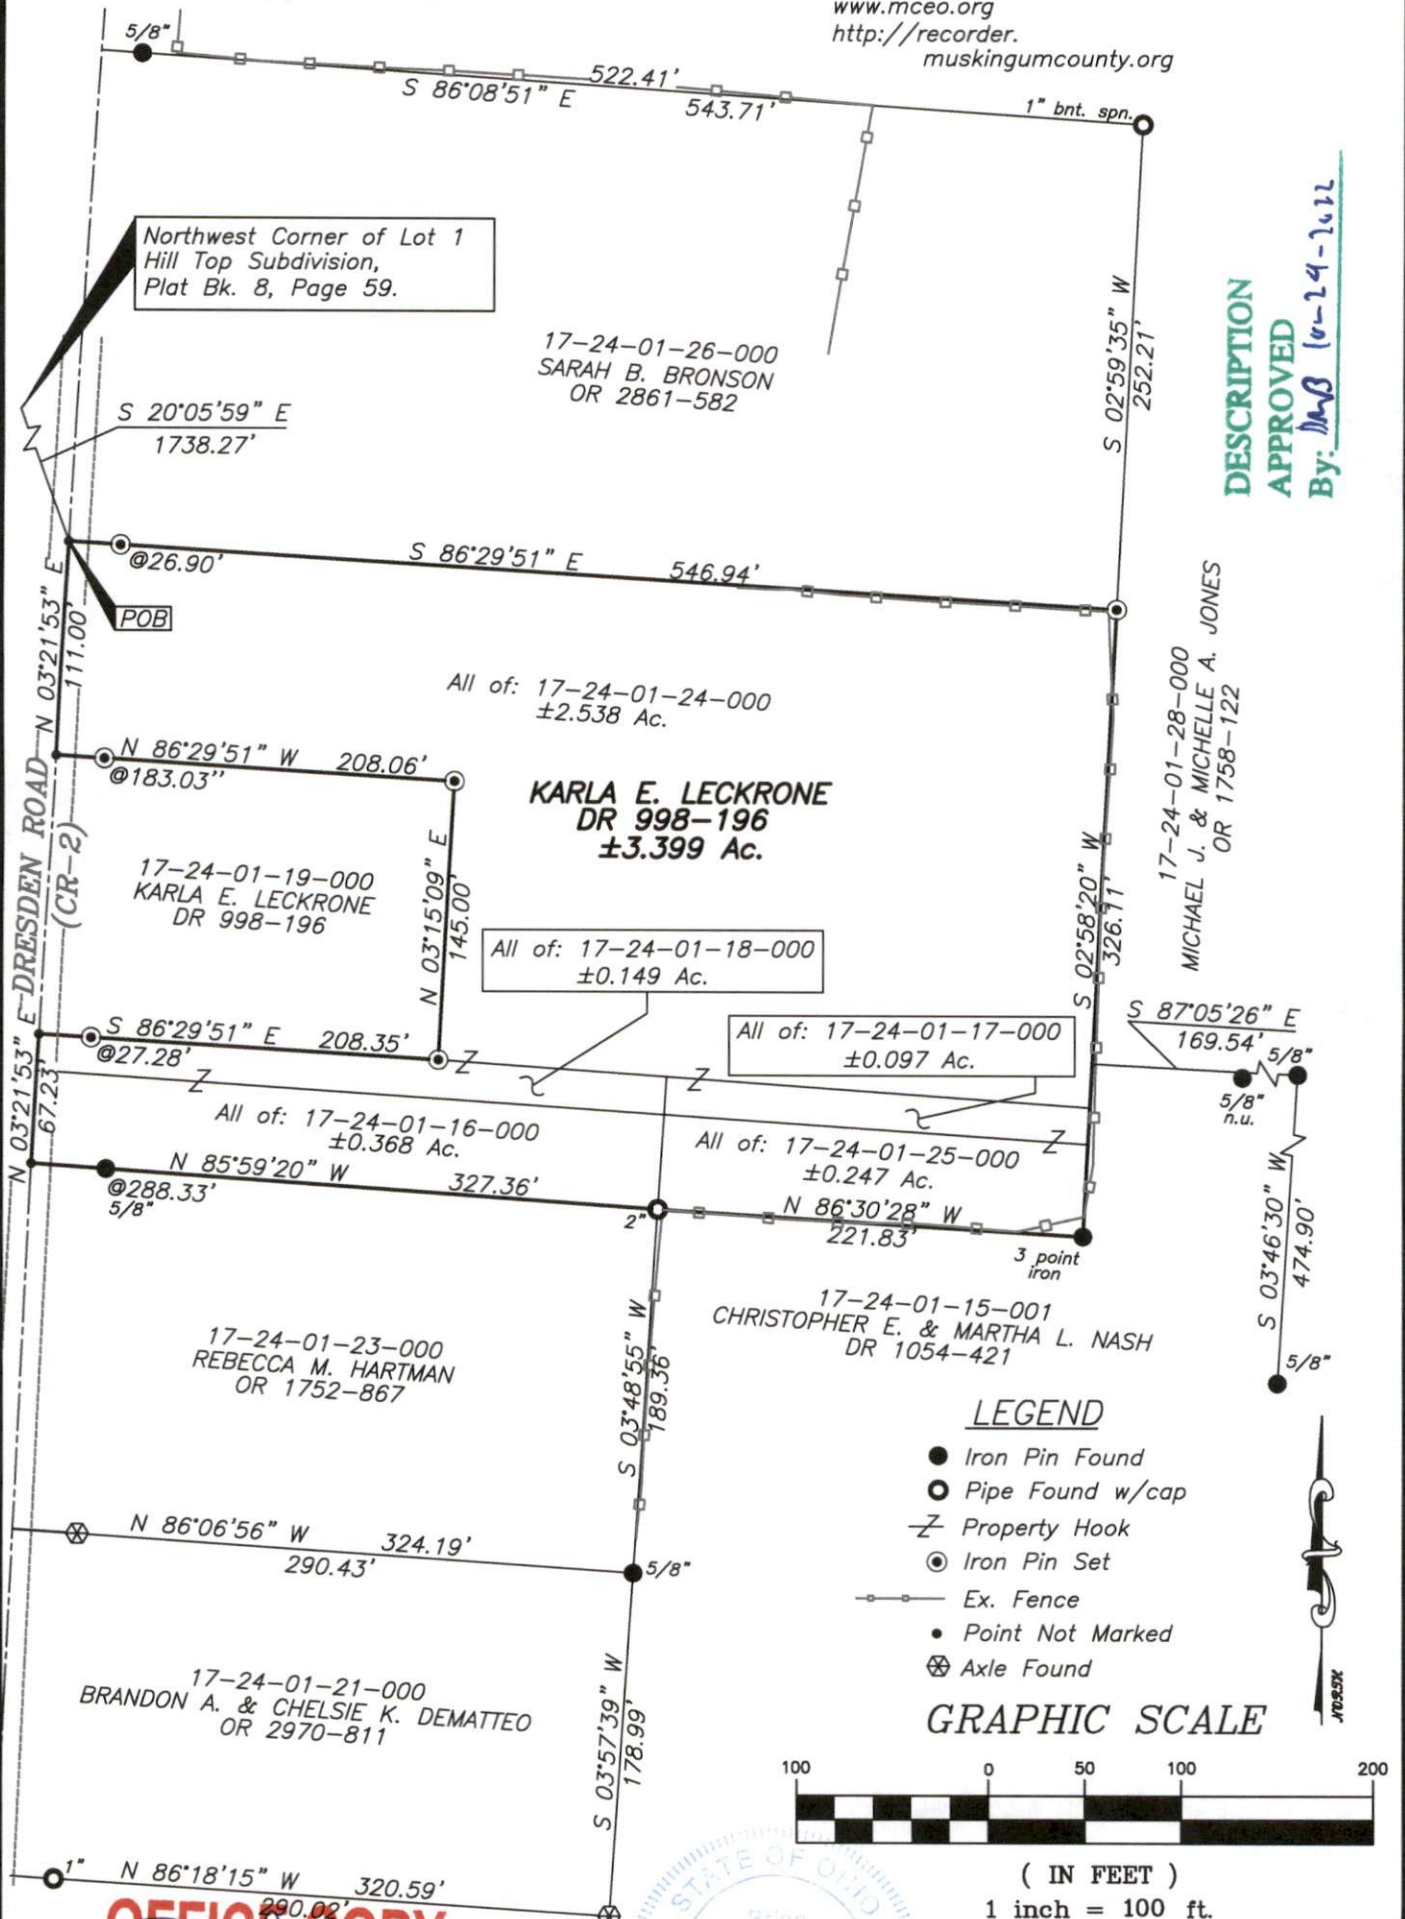 www.mceo.org
http://recorder.
muskingumcounty.org
5/8"
522.41'
S 86°08'51" E
543.71'
1" bnt. spn.
Northwest Corner of Lot 1
Hill Top Subdivision,
Plat Bk. 8, Page 59.
17-24-01-26-000
SARAH B. BRONSON
OR 2861-582
S 02°59'35" W
252.21'
DESCRIPTION
APPROVED
By: 
S 20°05'59" E
1738.27'
S 86°29'51" E
546.94'
@26.90'
POB
N 03°21'53" E
111.00'
All of: 17-24-01-24-000
±2.538 Ac.
N 86°29'51" W
208.06'
@183.03''
KARLA E. LECKRONE
DR 998-196
±3.399 Ac.
17-24-01-28-000
MICHAEL J. & MICHELLE A. JONES
OR 1758-122
DRESDEN ROAD
(CR-2)
17-24-01-19-000
KARLA E. LECKRONE
DR 998-196
N 03°15'09" E
145.00'
S 02°58'20" W
326.11'
All of: 17-24-01-18-000
±0.149 Ac.
All of: 17-24-01-17-000
±0.097 Ac.
S 87°05'26" E
169.54'
5/8"
5/8"
n.u.
S 86°29'51" E
208.35'
@27.28'
N 03°21'53" E
67.23'
All of: 17-24-01-16-000
±0.368 Ac.
All of: 17-24-01-25-000
±0.247 Ac.
N 85°59'20" W
327.36'
@288.33'
5/8"
2"
N 86°30'28" W
221.83'
3 point
iron
S 03°46'30" W
474.90'
5/8"
17-24-01-15-001
CHRISTOPHER E. & MARTHA L. NASH
DR 1054-421
17-24-01-23-000
REBECCA M. HARTMAN
OR 1752-867
S 03°48'55" W
189.36'
LEGEND
Iron Pin Found
Pipe Found w/cap
Property Hook
Iron Pin Set
Ex. Fence
Point Not Marked
Axle Found
N 86°06'56" W
324.19'
290.43'
5/8"
17-24-01-21-000
BRANDON A. & CHELSIE K. DEMATTEO
OR 2970-811
S 03°57'39" W
178.99'
GRAPHIC SCALE
100 0 50 100 200
( IN FEET )
1 inch = 100 ft.
1"
N 86°18'15" W
320.59'
290.02'
STATE OF OHIO